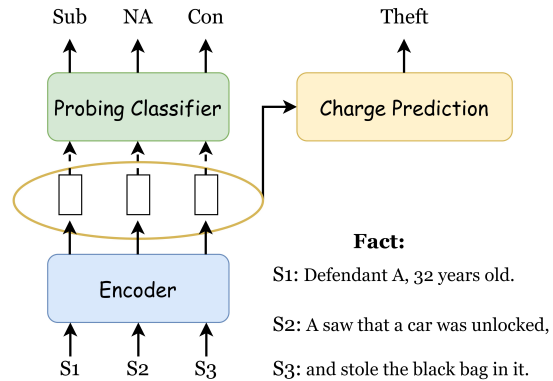 Sub NA Con Theft
Probing Classifier Charge Prediction
Fact:
S1: Defendant A, 32 years old.
Encoder
S2: A saw that a car was unlocked,
S1 S2 S3
S3: and stole the black bag in it.